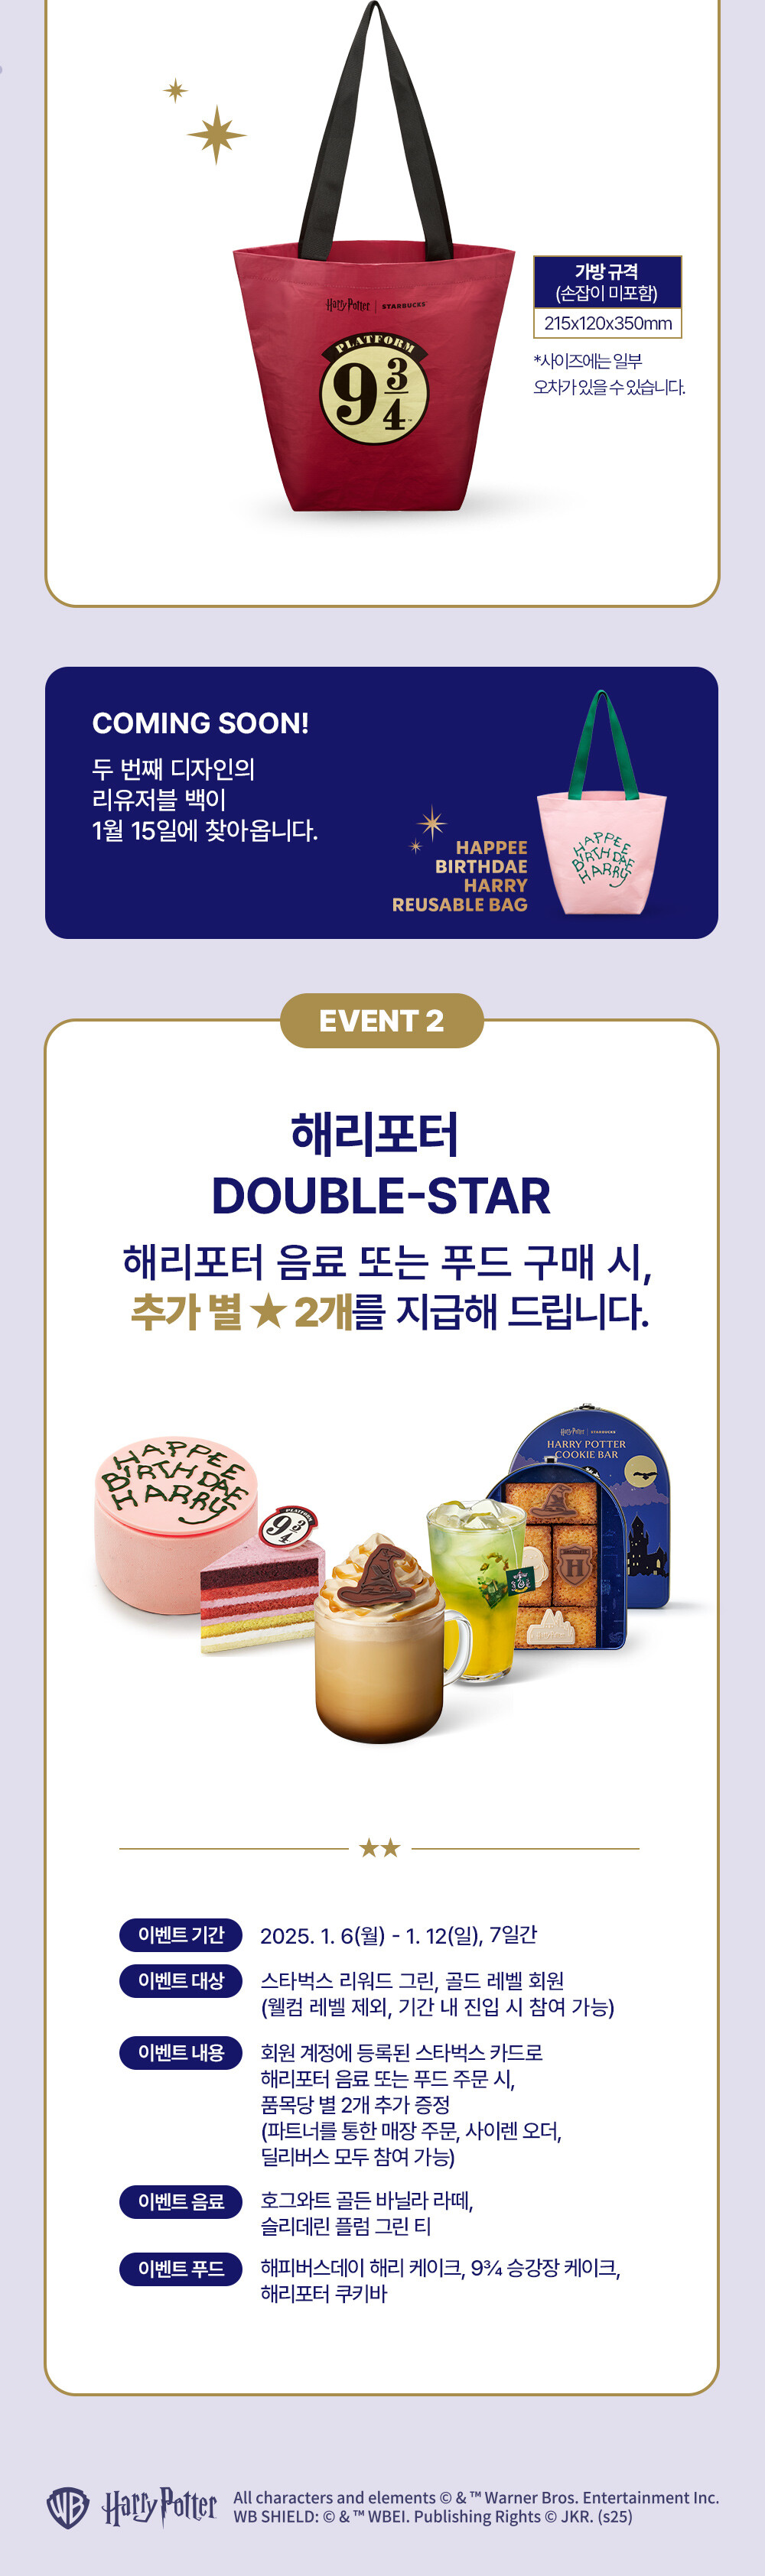 Harry Potter | STARBUCKS
PLATFORM
9 3/4
가방 규격
(손잡이 미포함)
215x120x350mm
*사이즈에는 일부
오차가 있을 수 있습니다.
COMING SOON!
두 번째 디자인의
리유저블 백이
1월 15일에 찾아옵니다.
HAPPEE
BIRTHDAE
HARRY
REUSABLE BAG
HAPPEE
BIRTHDAE
HARRY
EVENT 2
해리포터
DOUBLE-STAR
해리포터 음료 또는 푸드 구매 시,
추가 별 ★ 2개를 지급해 드립니다.
Harry Potter | STARBUCKS
HARRY POTTER
COOKIE BAR
HAPPEE
BIRTHDAE
HARRY
PLATFORM
9 3/4
H
★★
이벤트 기간 2025. 1. 6(월) - 1. 12(일), 7일간
이벤트 대상 스타벅스 리워드 그린, 골드 레벨 회원
(웰컴 레벨 제외, 기간 내 진입 시 참여 가능)
이벤트 내용 회원 계정에 등록된 스타벅스 카드로
해리포터 음료 또는 푸드 주문 시,
품목당 별 2개 추가 증정
(파트너를 통한 매장 주문, 사이렌 오더,
딜리버스 모두 참여 가능)
이벤트 음료 호그와트 골든 바닐라 라떼,
슬리데린 플럼 그린 티
이벤트 푸드 해피버스데이 해리 케이크, 9¾ 승강장 케이크,
해리포터 쿠키바
WB Harry Potter All characters and elements © & ™ Warner Bros. Entertainment Inc.
WB SHIELD: © & ™ WBEI. Publishing Rights © JKR. (s25)